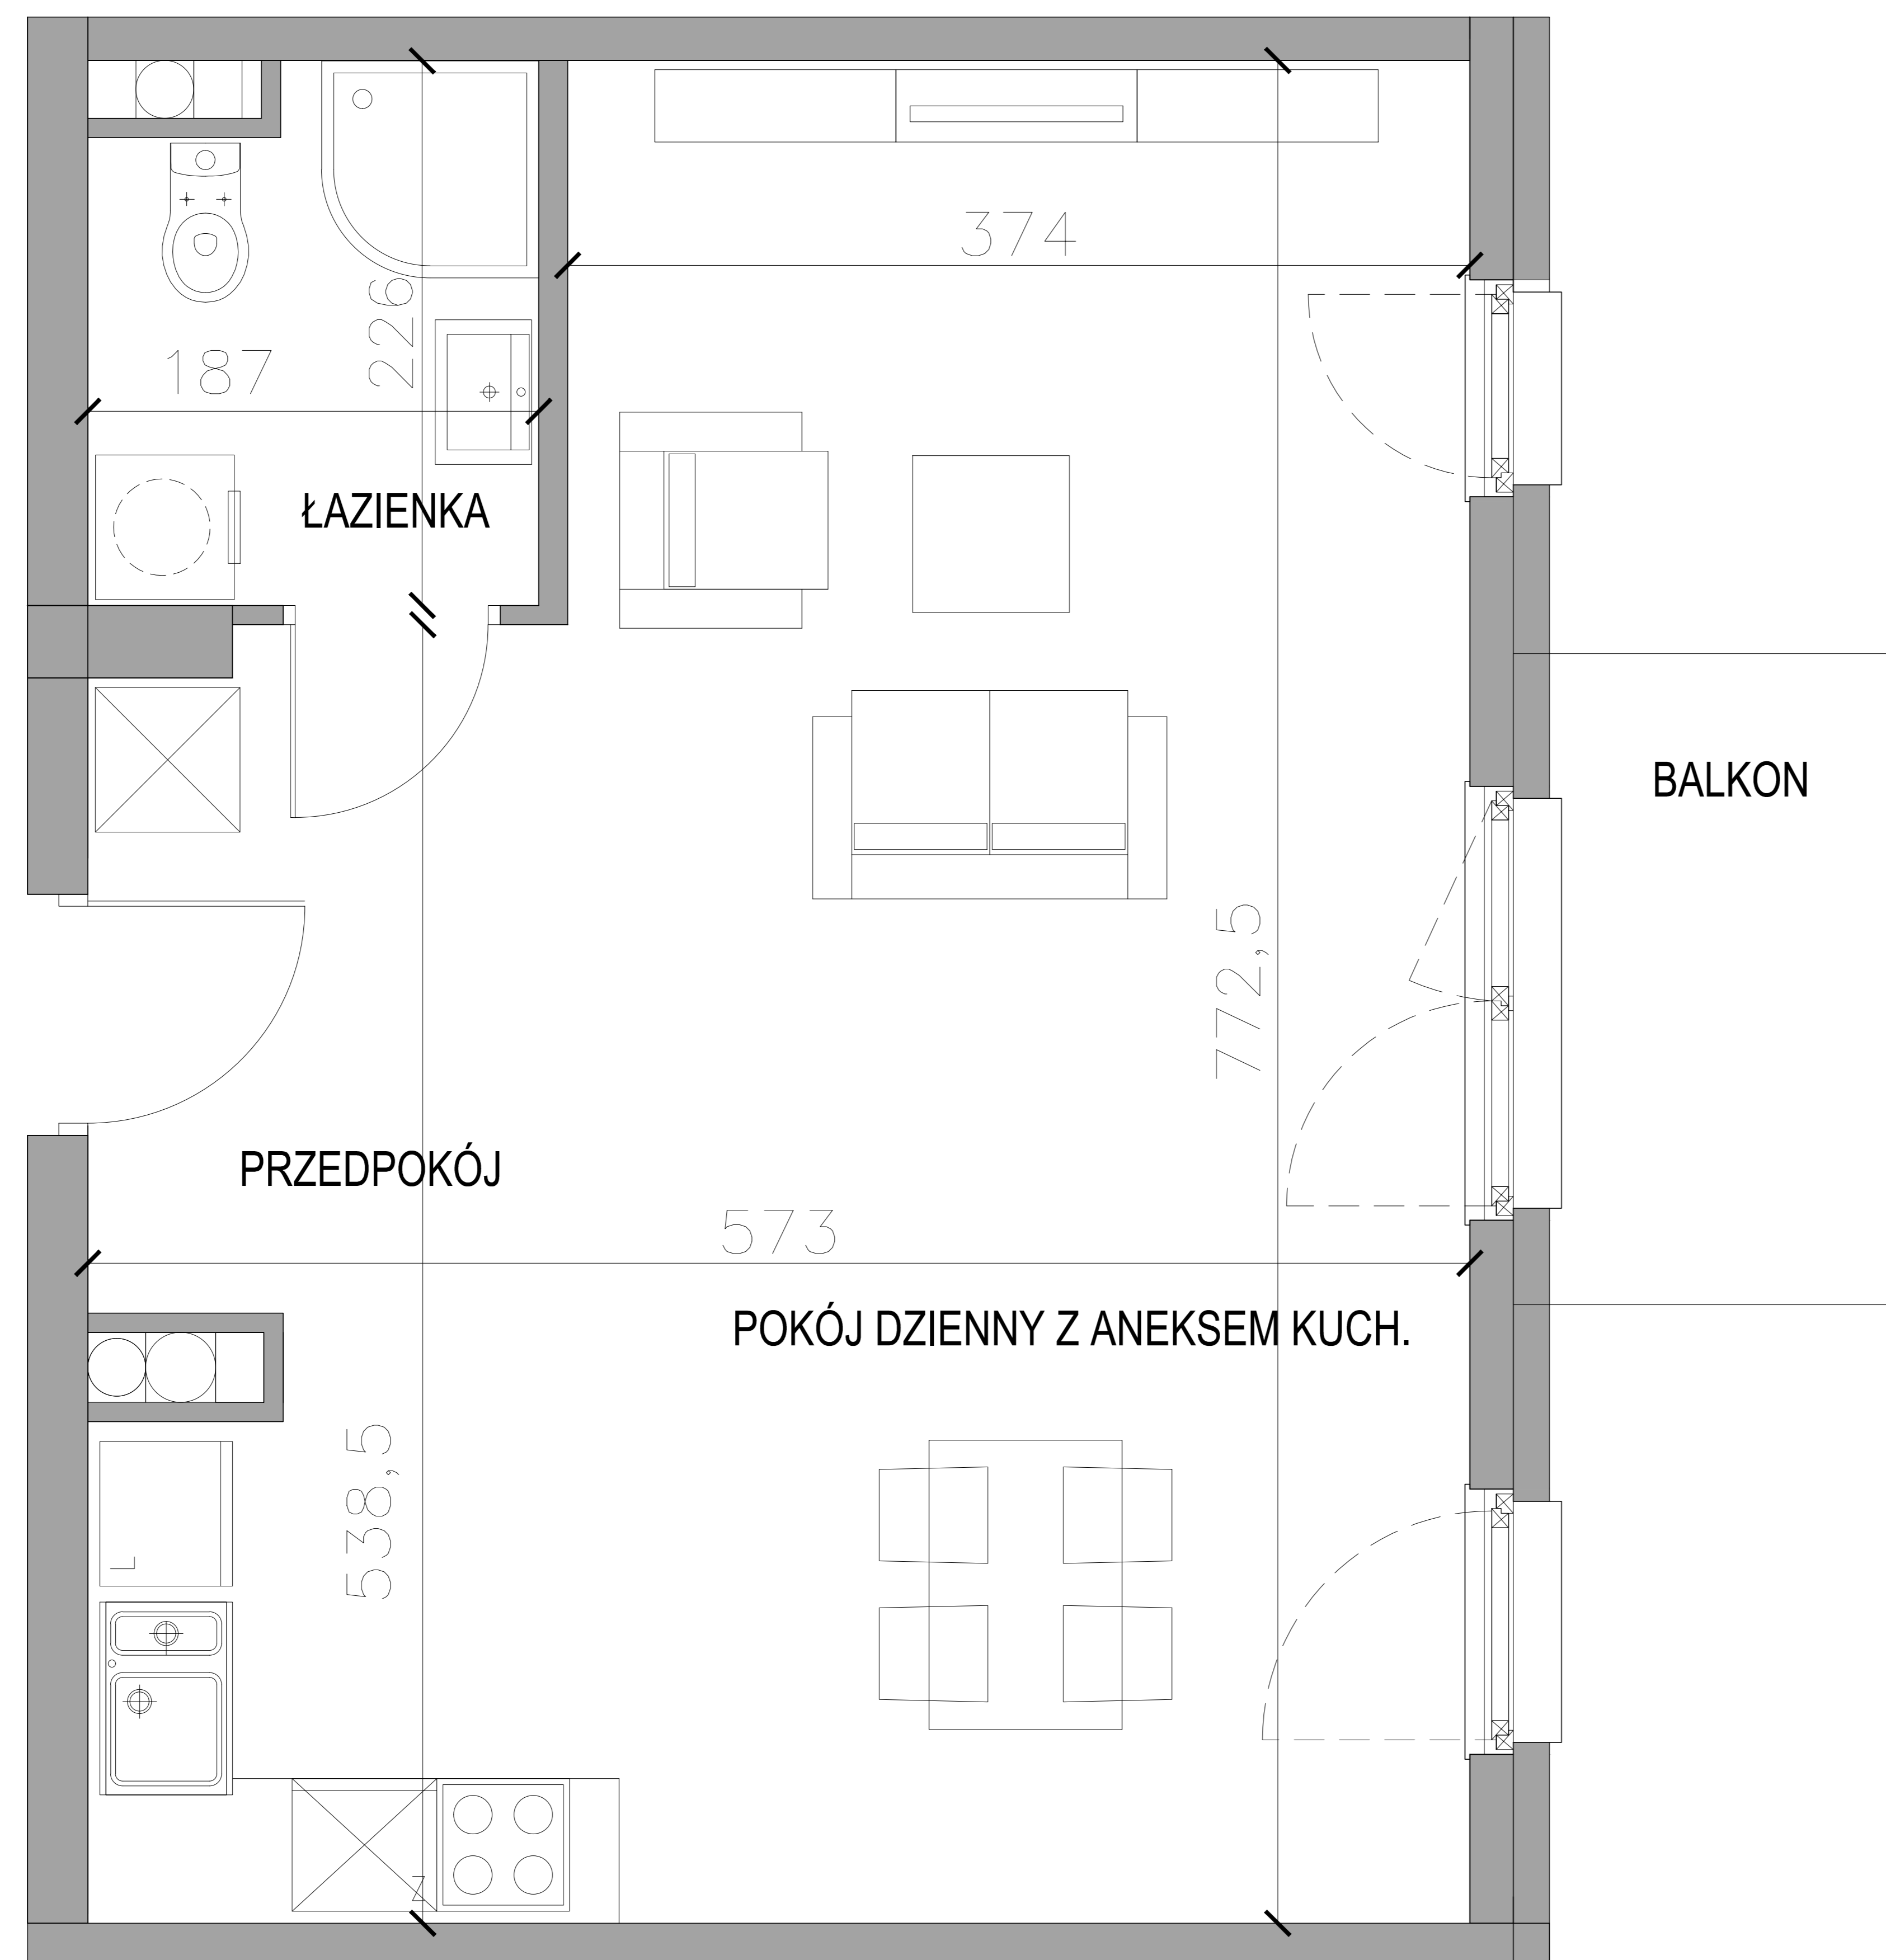 374
226
187
ŁAZIENKA
BALKON
772,5
PRZEDPOKÓJ
573
POKÓJ DZIENNY Z ANEKSEM KUCH.
538,5
L
Z